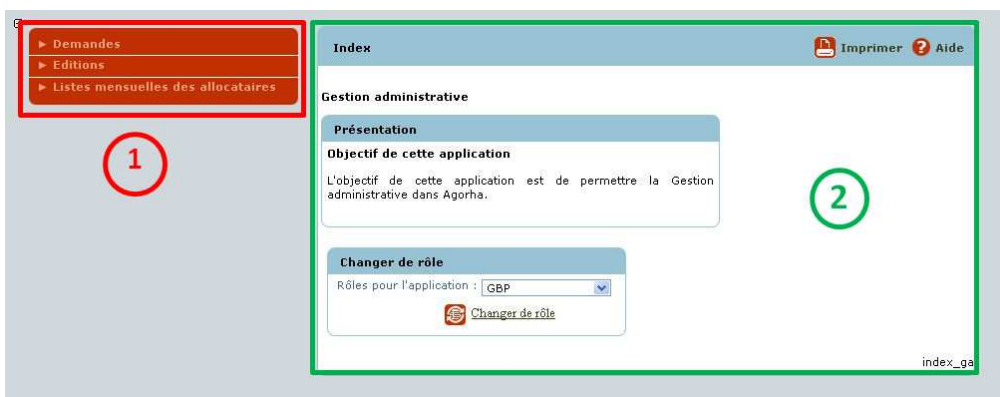 ► Demandes
► Editions
► Listes mensuelles des allocataires
1
Index
Imprimer
? Aide
Gestion administrative
Présentation
Objectif de cette application
L'objectif de cette application est de permettre la Gestion
administrative dans Agorha.
2
Changer de rôle
Rôles pour l'application : GBP
Changer de rôle
index_ga